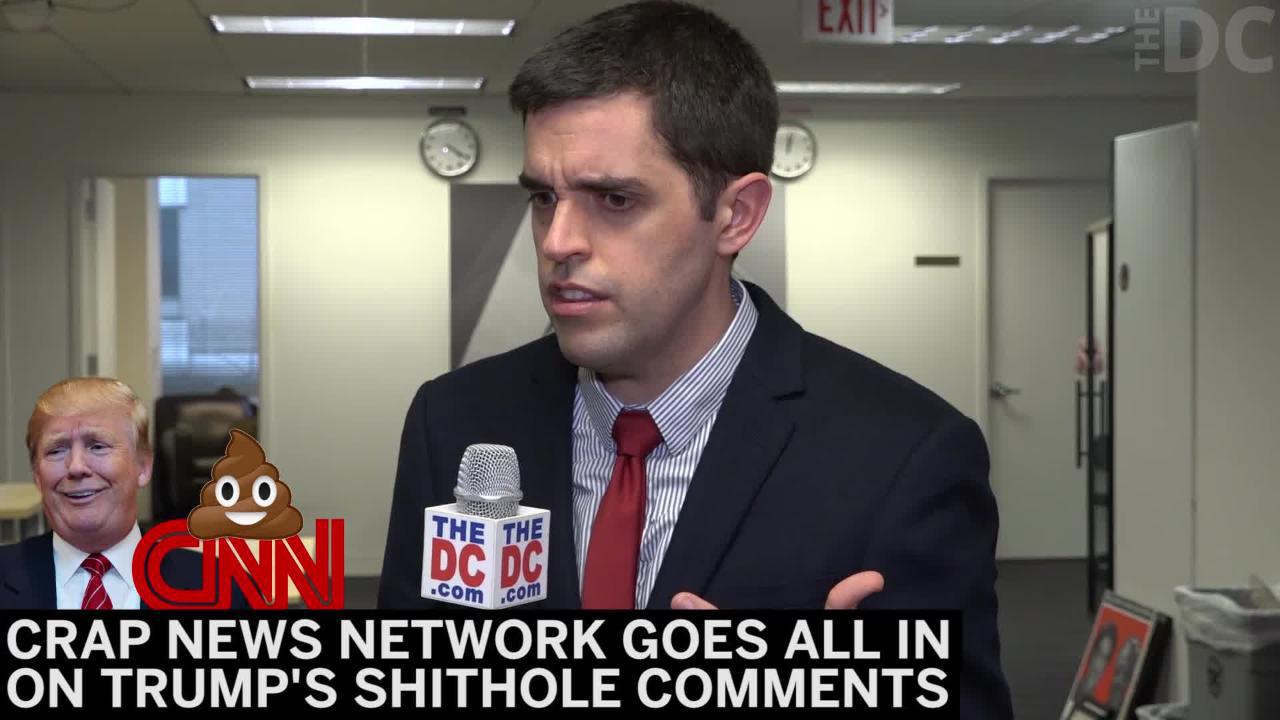 EXIT
THE DC
CNN
THE
DC
.com
THE
DC
.com
CRAP NEWS NETWORK GOES ALL IN
ON TRUMP'S SHITHOLE COMMENTS